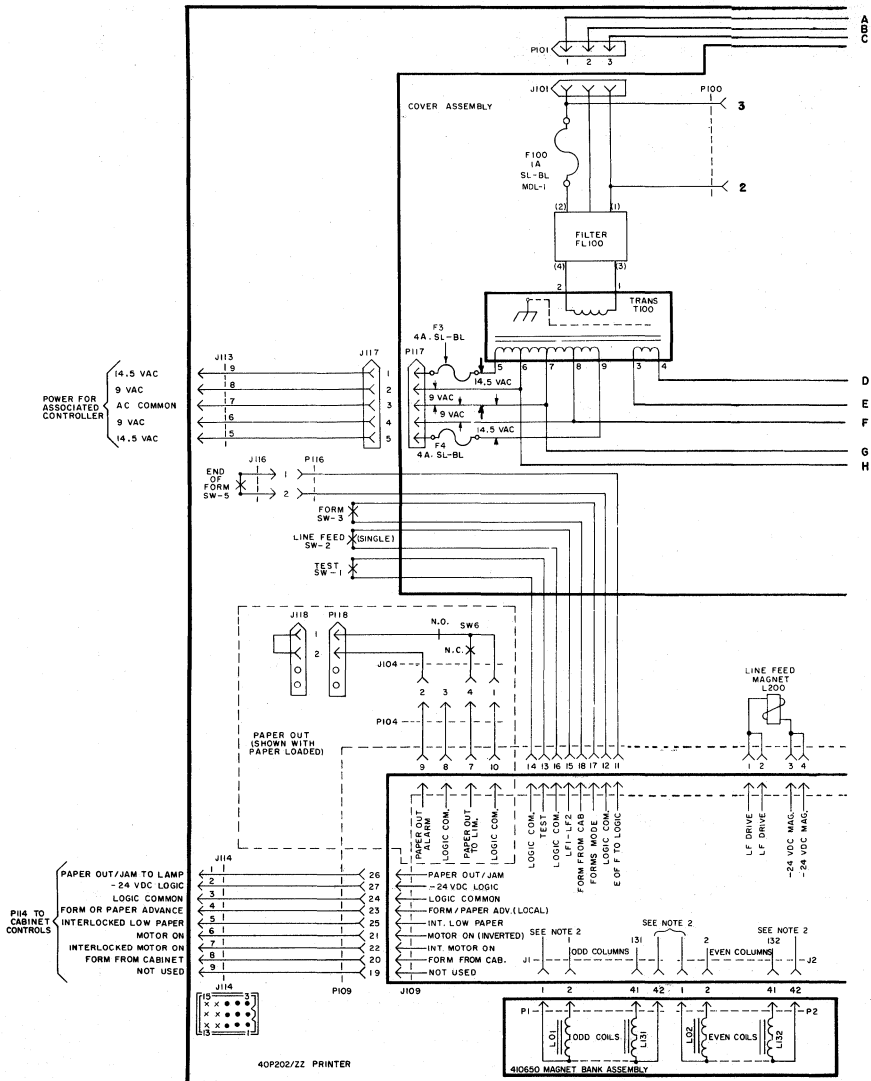 A
B
C
P101
1 2 3
J101
P100
COVER ASSEMBLY
3
F100
1A
SL-BL
MDL-1
2
(2) (1)
FILTER
FL100
(4) (3)
2 1
TRANS
T100
F3
4A. SL-BL
J113
J117
P117
5 6 7 8 9 3 4
POWER FOR
ASSOCIATED
CONTROLLER
14.5 VAC 9 1 14.5 VAC
D
9 VAC 8 2
9 VAC
AC COMMON 7 3
E
9 VAC 6 4
9 VAC
F
14.5 VAC 5 5
14.5 VAC
F4
4A. SL-BL
G
H
J116 P116
END
OF
FORM
SW-5
1
2
FORM
SW-3
LINE FEED (SINGLE)
SW-2
TEST
SW-1
J118 P118
N.O. SW6
1
N.C.
2
J104
2 3 4 1
P104
PAPER OUT
(SHOWN WITH
PAPER LOADED)
LINE FEED
MAGNET
L200
9 8 7 10 14 13 16 15 18 17 12 11 1 2 3 4
PAPER OUT
ALARM
LOGIC COM.
PAPER OUT
TO LIM.
LOGIC COM.
LOGIC COM.
TEST
LOGIC COM.
LF1-LF2
FORM FROM CAB
FORMS MODE
LOGIC COM.
E OF F TO LOGIC
LF DRIVE
LF DRIVE
-24 VDC MAG.
-24 VDC MAG.
J114
P114 TO
CABINET
CONTROLS
PAPER OUT/JAM TO LAMP 1 26 PAPER OUT/JAM
-24 VDC LOGIC 2 27 -24 VDC LOGIC
LOGIC COMMON 3 24 LOGIC COMMON
FORM OR PAPER ADVANCE 4 23 FORM/PAPER ADV.(LOCAL)
INTERLOCKED LOW PAPER 5 25 INT. LOW PAPER
MOTOR ON 6 21 MOTOR ON (INVERTED)
INTERLOCKED MOTOR ON 7 22 INT. MOTOR ON
FORM FROM CABINET 8 20 FORM FROM CAB.
NOT USED 9 19 NOT USED
SEE NOTE 2 SEE NOTE 2 SEE NOTE 2
1 ODD COLUMNS 131 2 EVEN COLUMNS 132
J1 J2
J114
P109 J109
1 2 41 42 1 2 41 42
15 3
13 1
P1 P2
L01 ODD COILS L131 L02 EVEN COILS L132
410650 MAGNET BANK ASSEMBLY
40P202/ZZ PRINTER